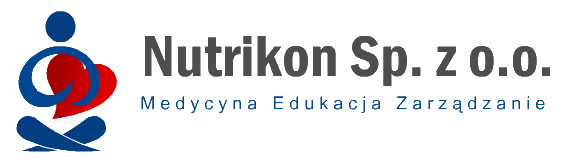 Nutrikon Sp. z o.o.
Medycyna Edukacja Zarządzanie